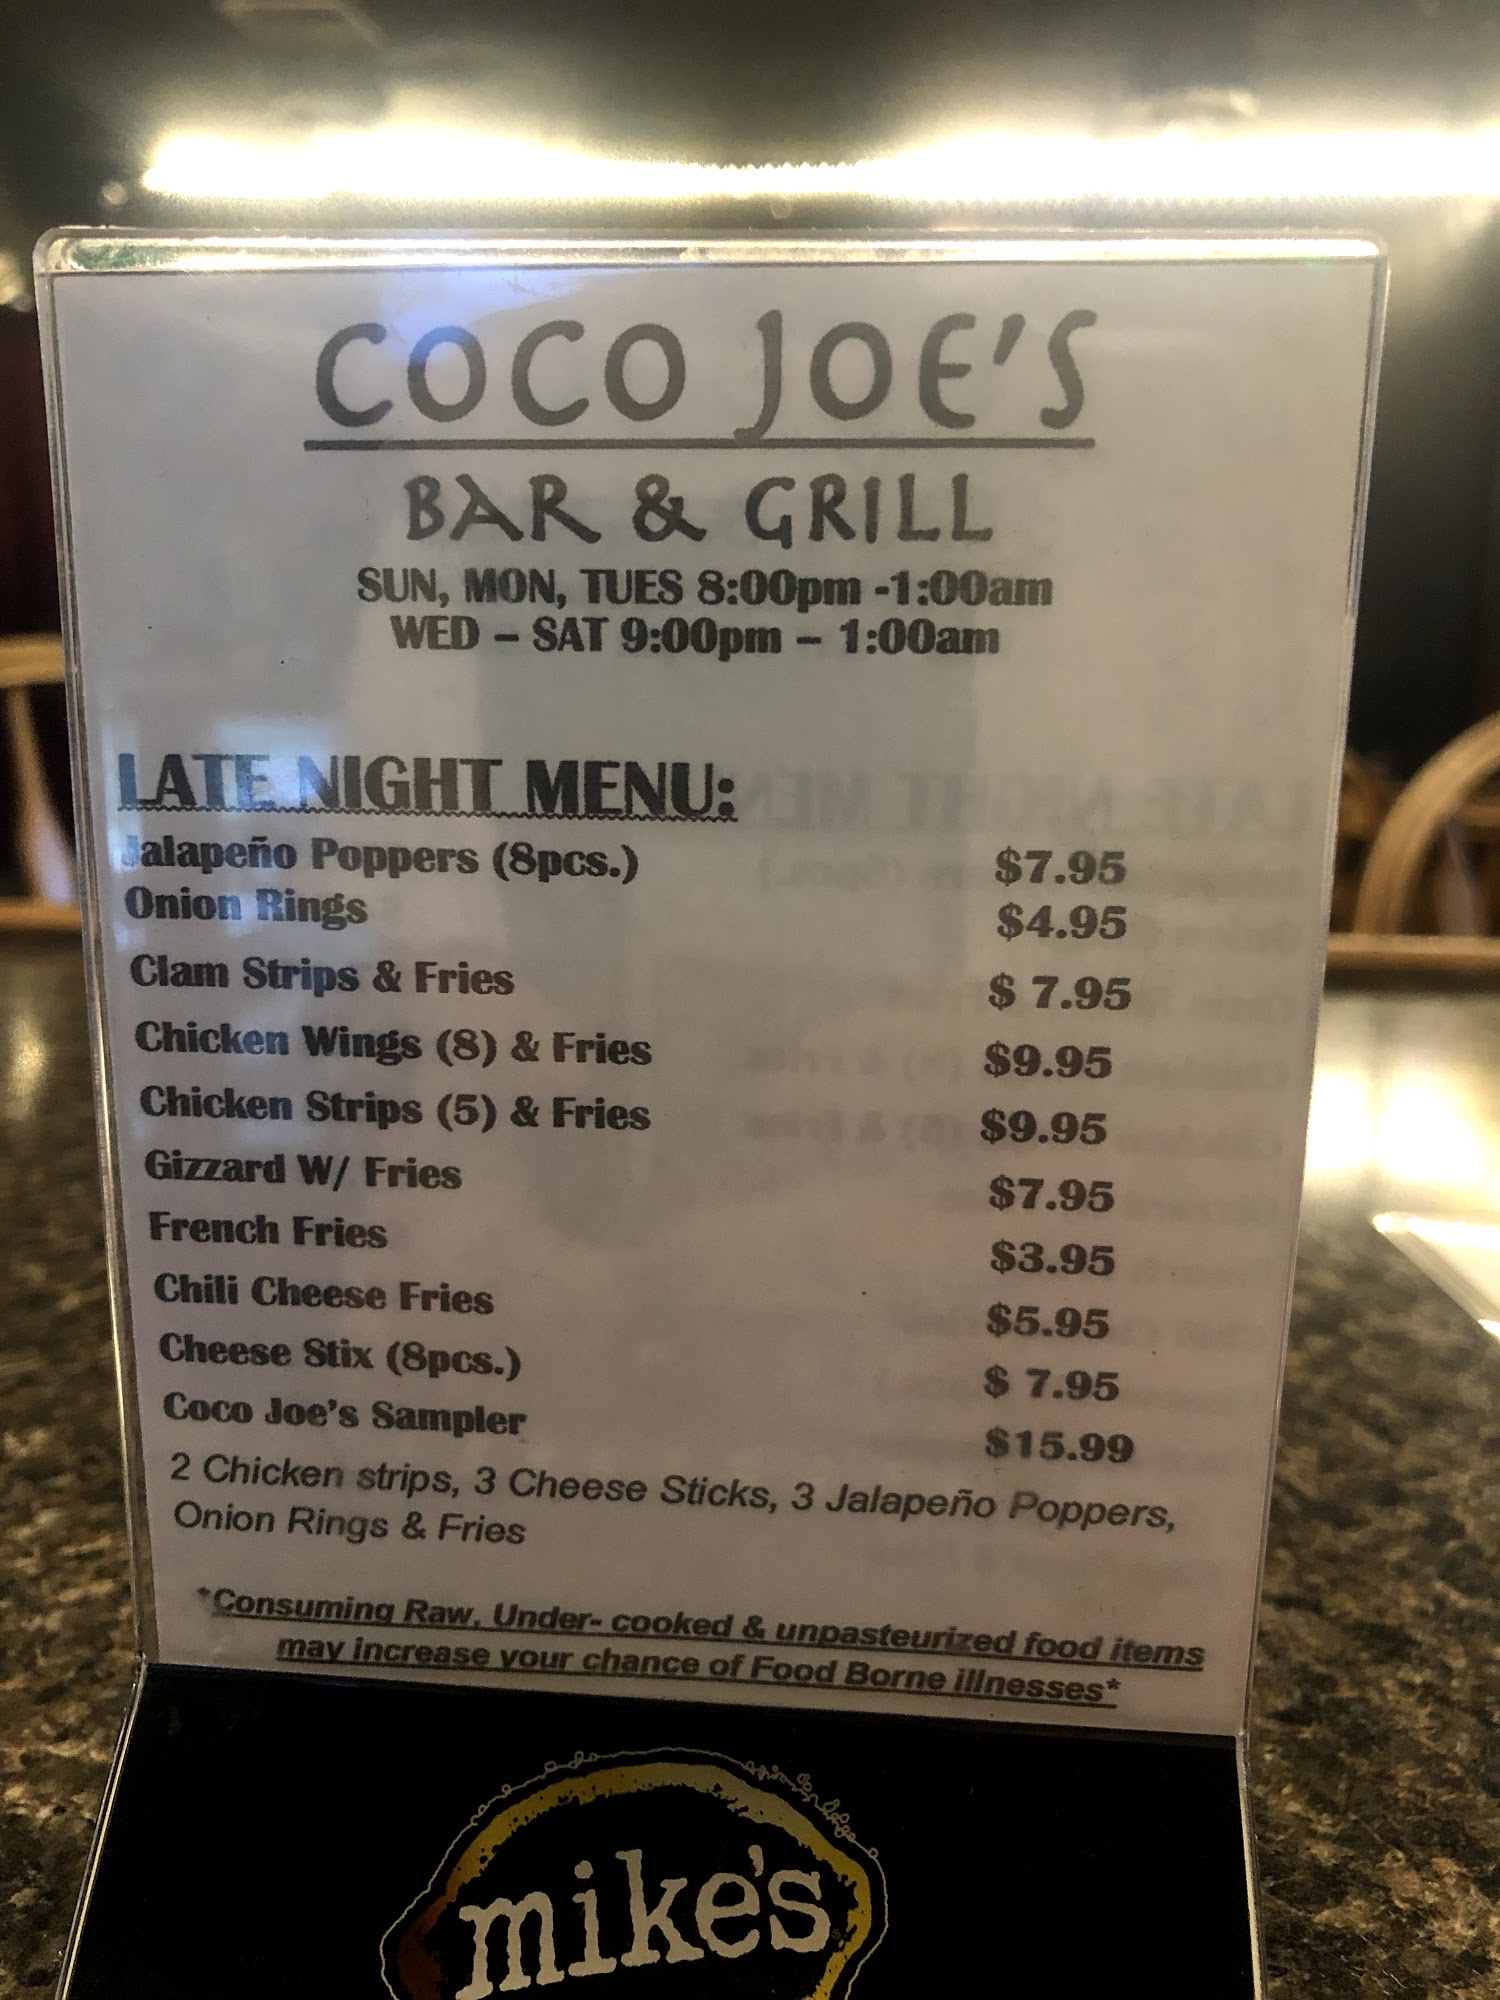 COCO JOE'S
BAR & GRILL
SUN, MON, TUES 8:00pm -1:00am
WED – SAT 9:00pm – 1:00am
LATE NIGHT MENU:
Jalapeño Poppers (8pcs.) $7.95
Onion Rings $4.95
Clam Strips & Fries $ 7.95
Chicken Wings (8) & Fries $9.95
Chicken Strips (5) & Fries $9.95
Gizzard W/ Fries $7.95
French Fries $3.95
Chili Cheese Fries $5.95
Cheese Stix (8pcs.) $ 7.95
Coco Joe's Sampler $15.99
2 Chicken strips, 3 Cheese Sticks, 3 Jalapeño Poppers,
Onion Rings & Fries
*Consuming Raw, Under- cooked & unpasteurized food items
may increase your chance of Food Borne illnesses*
mike's